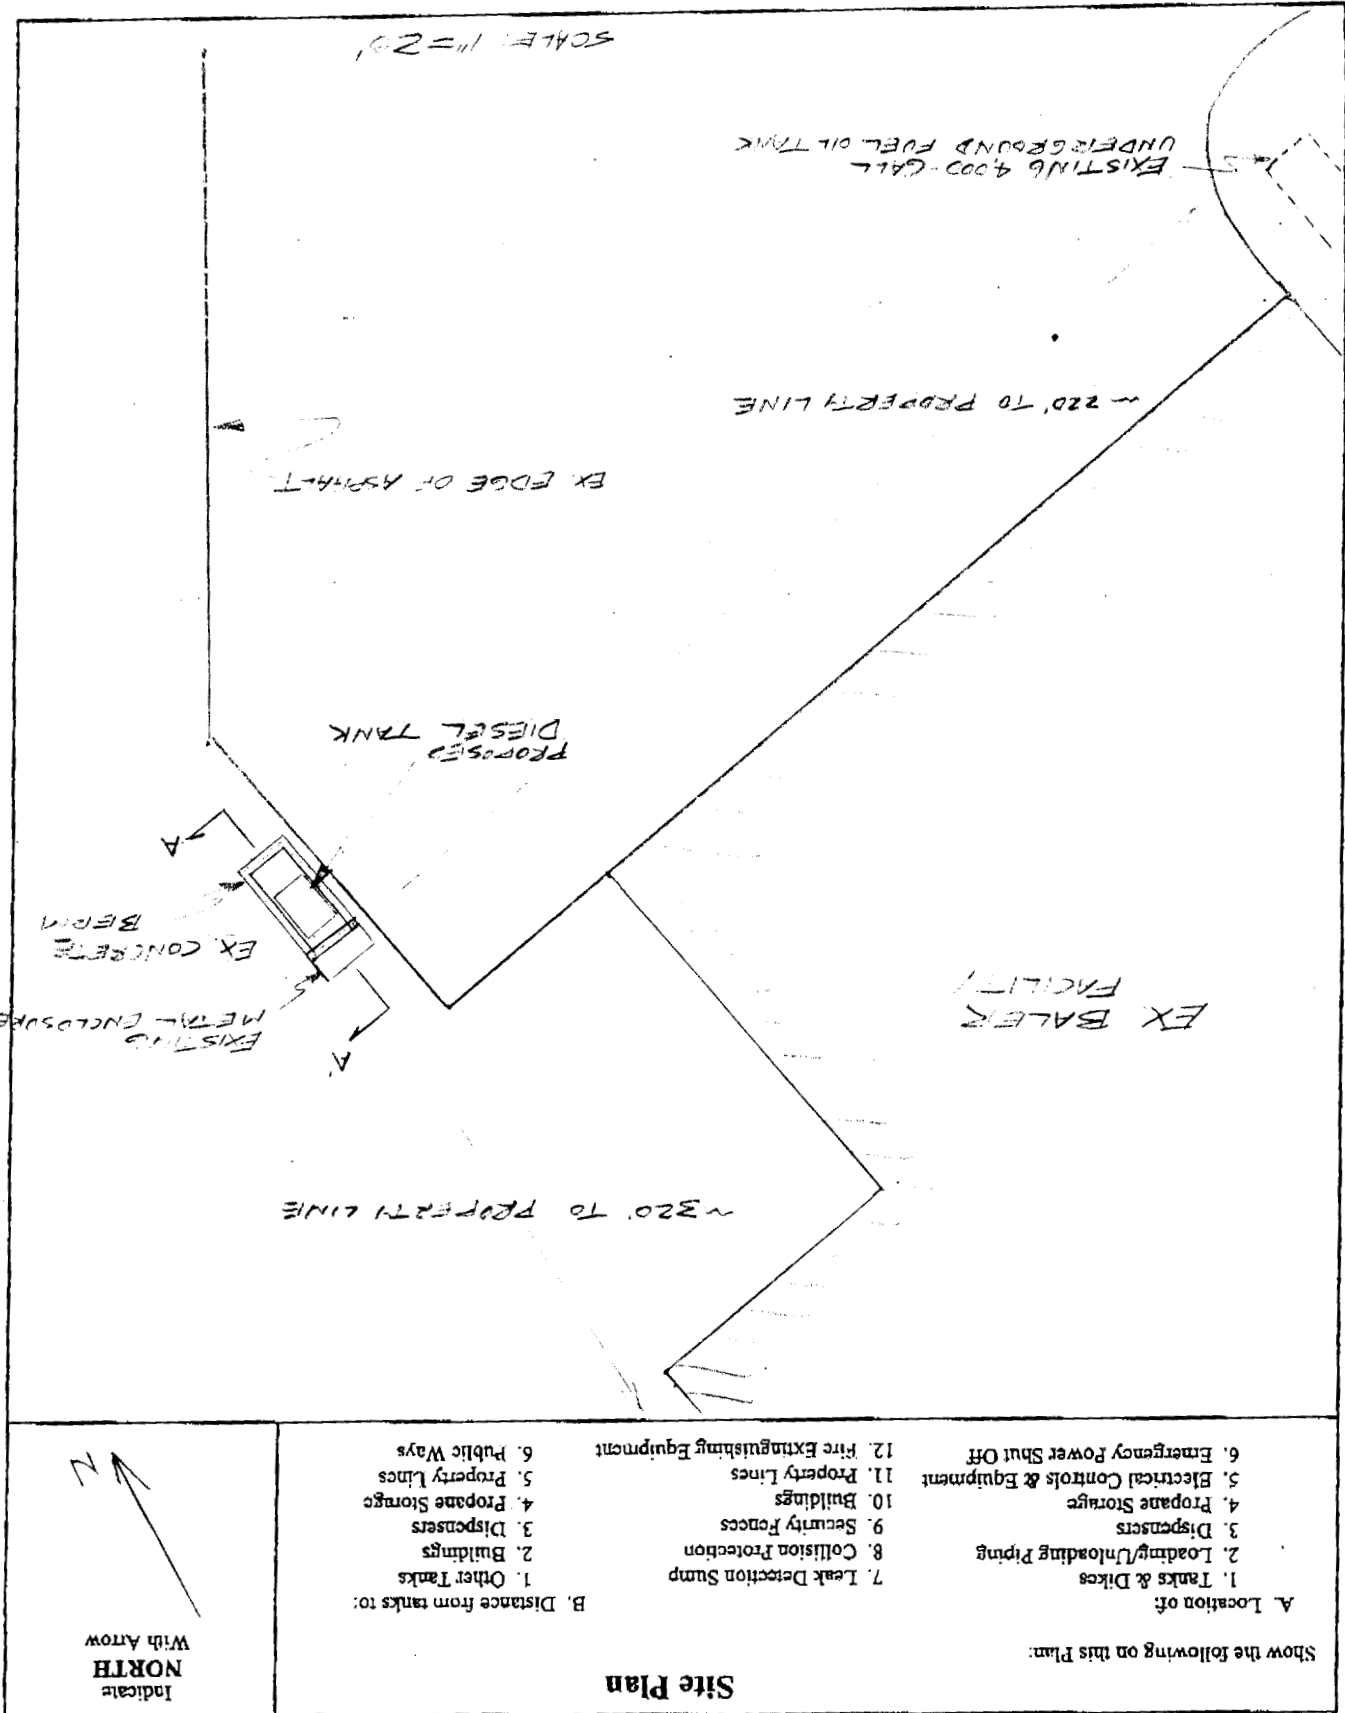 Site Plan
Show the following on this Plan:
A. Location of:
1. Tanks & Dikes
2. Loading/Unloading Piping
3. Dispensers
4. Propane Storage
5. Electrical Controls & Equipment
6. Emergency Power Shut Off
7. Leak Detection Sump
8. Collision Protection
9. Security Fences
10. Buildings
11. Property Lines
12. Fire Extinguishing Equipment
B. Distance from tanks to:
1. Other Tanks
2. Buildings
3. Dispensers
4. Propane Storage
5. Property Lines
6. Public Ways
Indicate
NORTH
With Arrow
N
~320' TO PROPERTY LINE
EX. BALER
FACILITY
A'
EXISTING
METAL ENCLOSURE
EX. CONCRETE
BERM
A
PROPOSED
DIESEL TANK
EX. EDGE OF ASPHALT
~220' TO PROPERTY LINE
EXISTING 4,000-GALL
UNDERGROUND FUEL OIL TANK
SCALE: 1"=20'